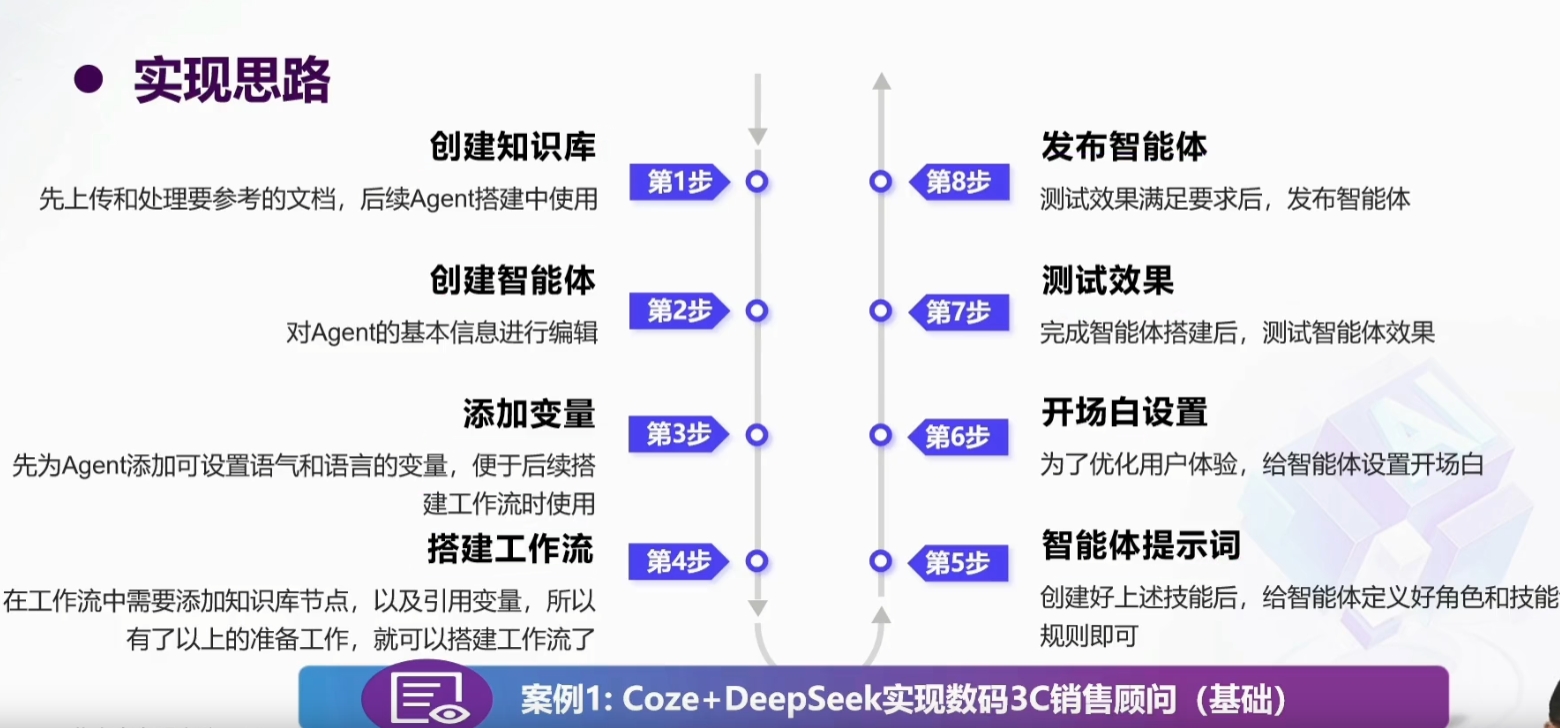 实现思路
创建知识库
第1步
先上传和处理要参考的文档，后续Agent搭建中使用
创建智能体
第2步
对Agent的基本信息进行编辑
添加变量
第3步
先为Agent添加可设置语气和语言的变量，便于后续搭
建工作流时使用
搭建工作流
第4步
在工作流中需要添加知识库节点，以及引用变量，所以
有了以上的准备工作，就可以搭建工作流了
发布智能体
第8步
测试效果满足要求后，发布智能体
测试效果
第7步
完成智能体搭建后，测试智能体效果
开场白设置
第6步
为了优化用户体验，给智能体设置开场白
智能体提示词
第5步
创建好上述技能后，给智能体定义好角色和技能
规则即可
AI
案例1: Coze+DeepSeek实现数码3C销售顾问（基础）